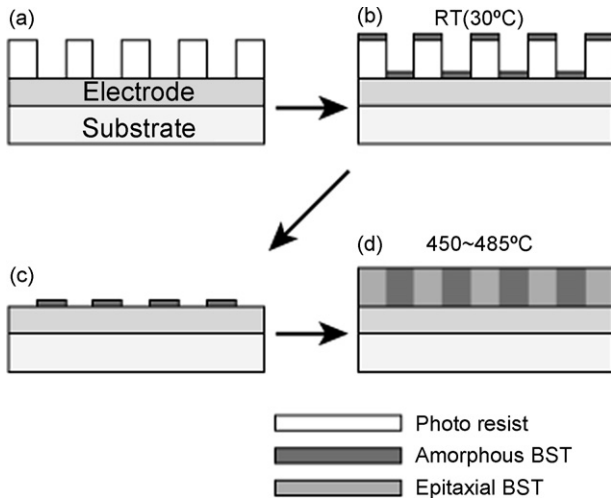 (a)
Electrode
Substrate
(b)
RT(30ºC)
(c)
(d)
450~485ºC
Photo resist
Amorphous BST
Epitaxial BST